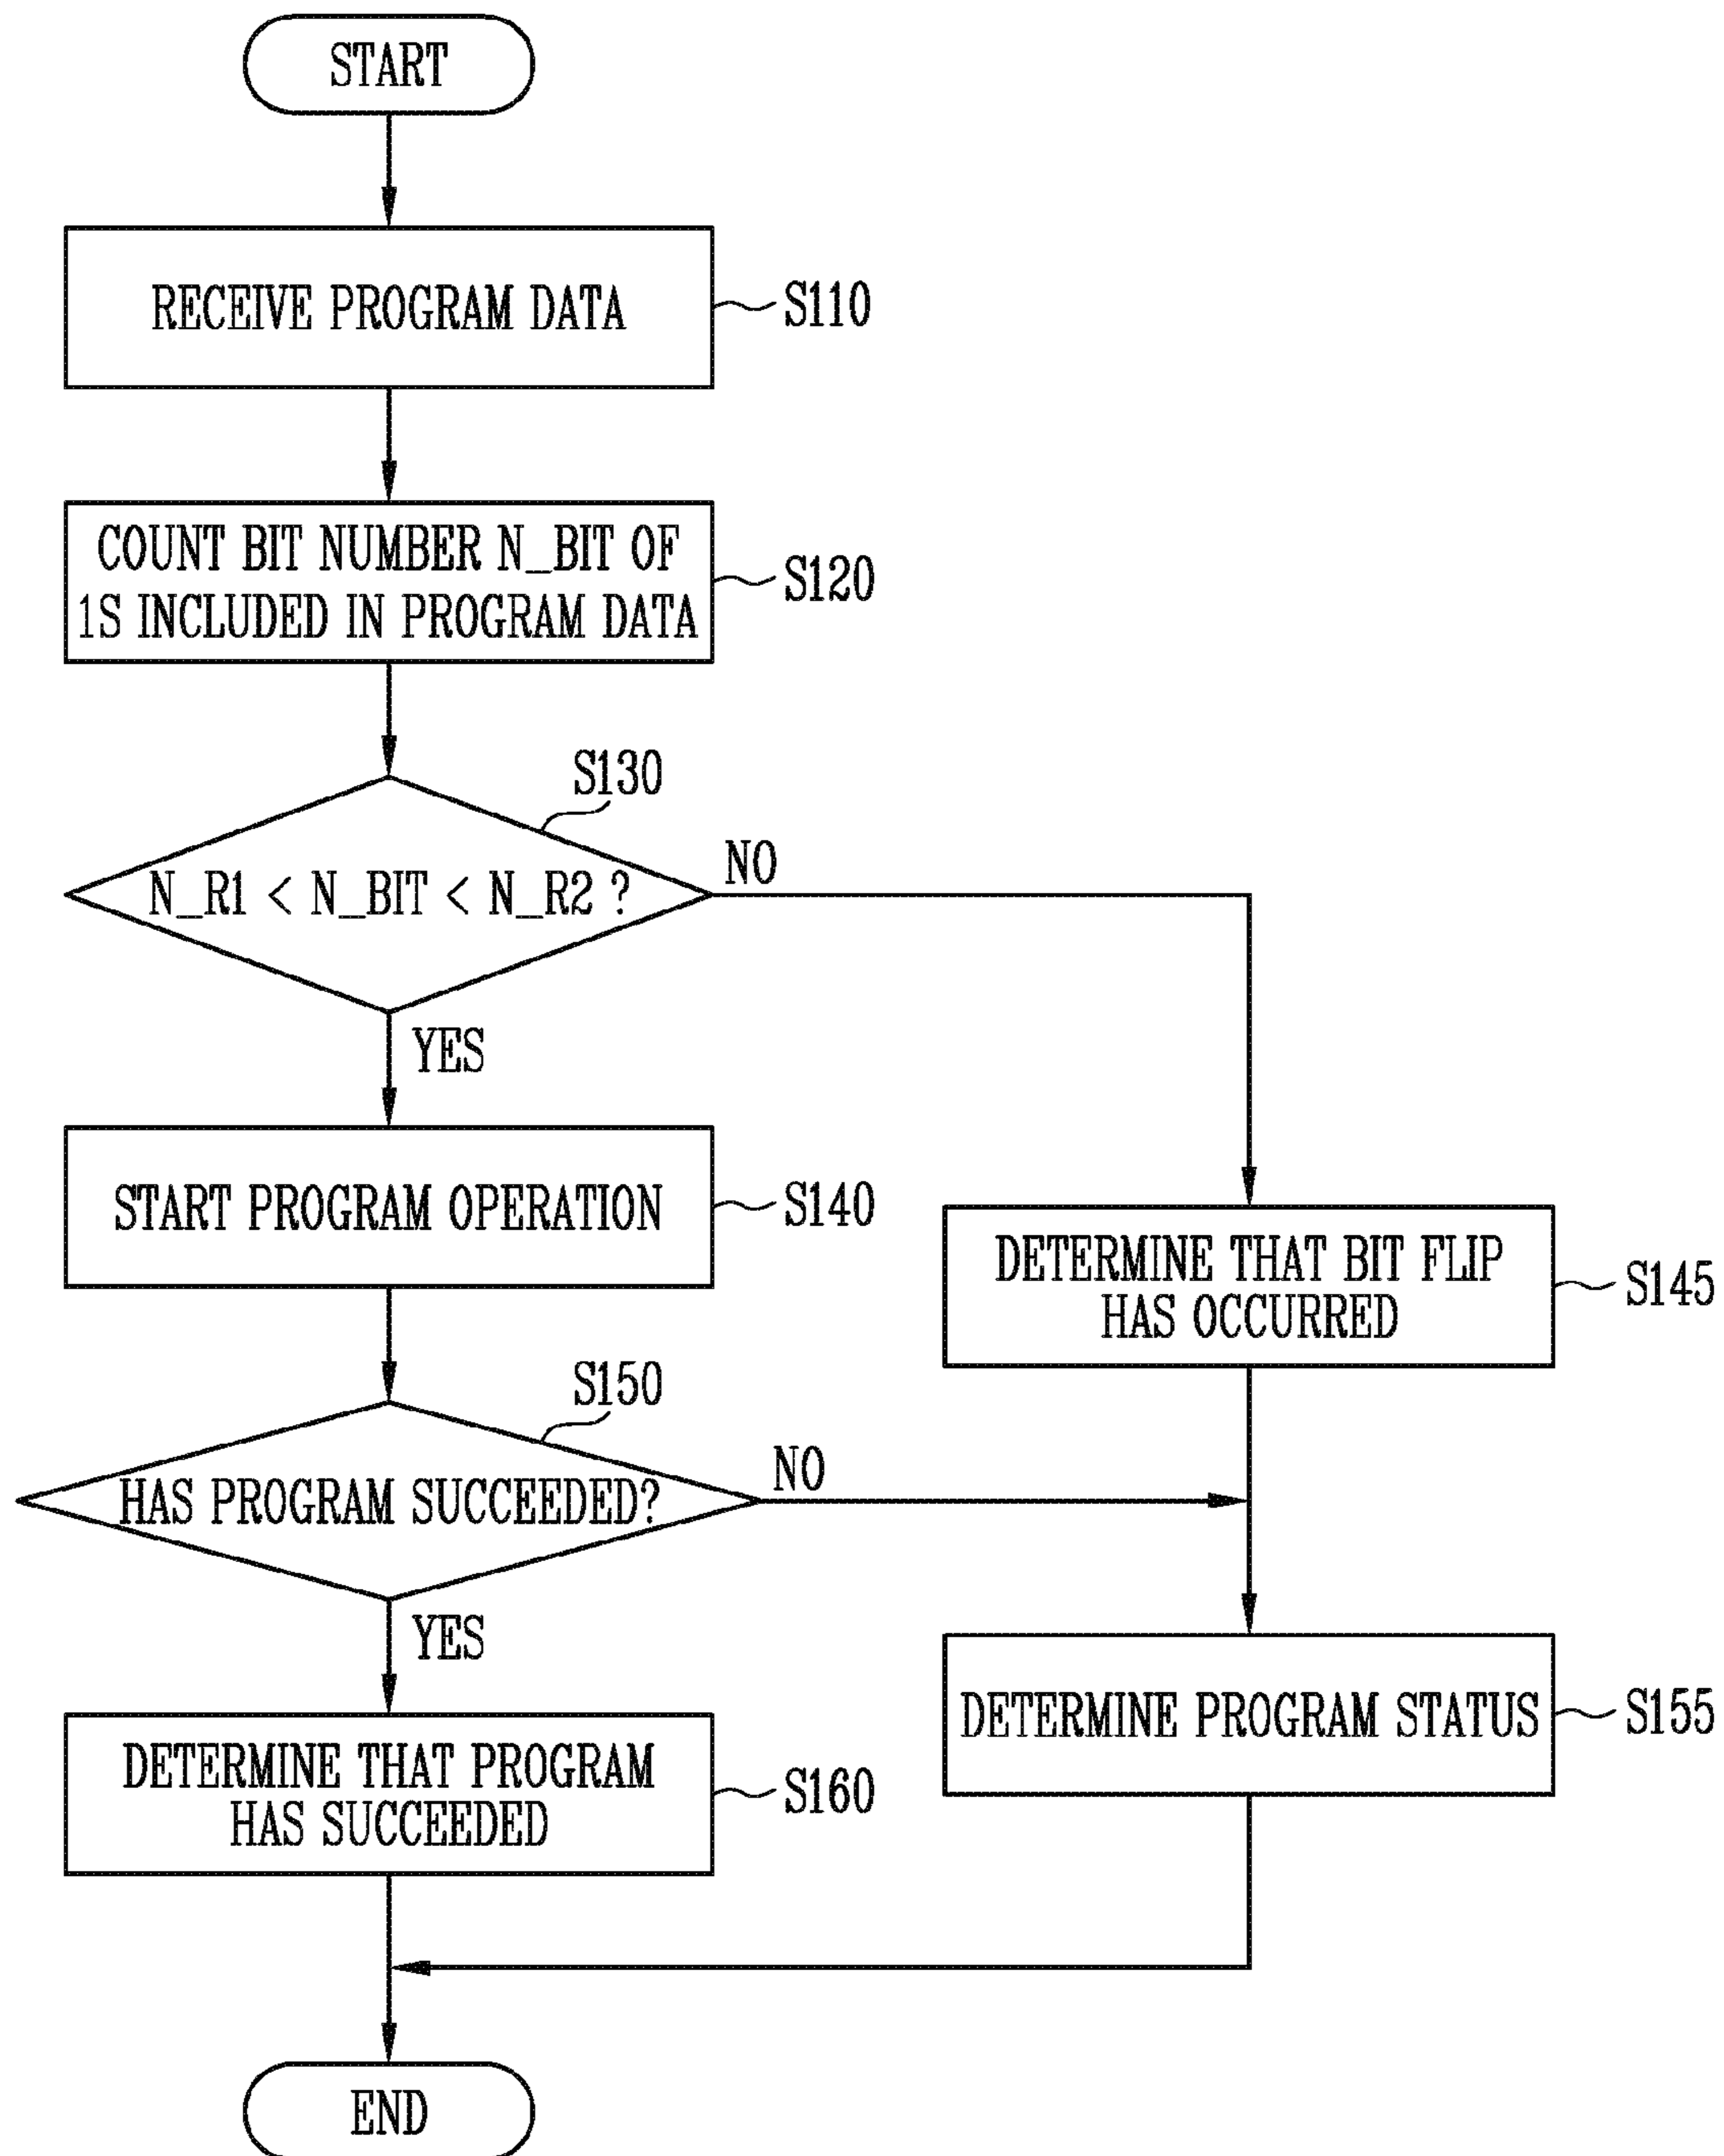 START
RECEIVE PROGRAM DATA
S110
COUNT BIT NUMBER N_BIT OF
1S INCLUDED IN PROGRAM DATA
S120
S130
N_R1 < N_BIT < N_R2 ?
NO
YES
START PROGRAM OPERATION
S140
DETERMINE THAT BIT FLIP
HAS OCCURRED
S145
S150
HAS PROGRAM SUCCEEDED?
NO
YES
DETERMINE PROGRAM STATUS
S155
DETERMINE THAT PROGRAM
HAS SUCCEEDED
S160
END